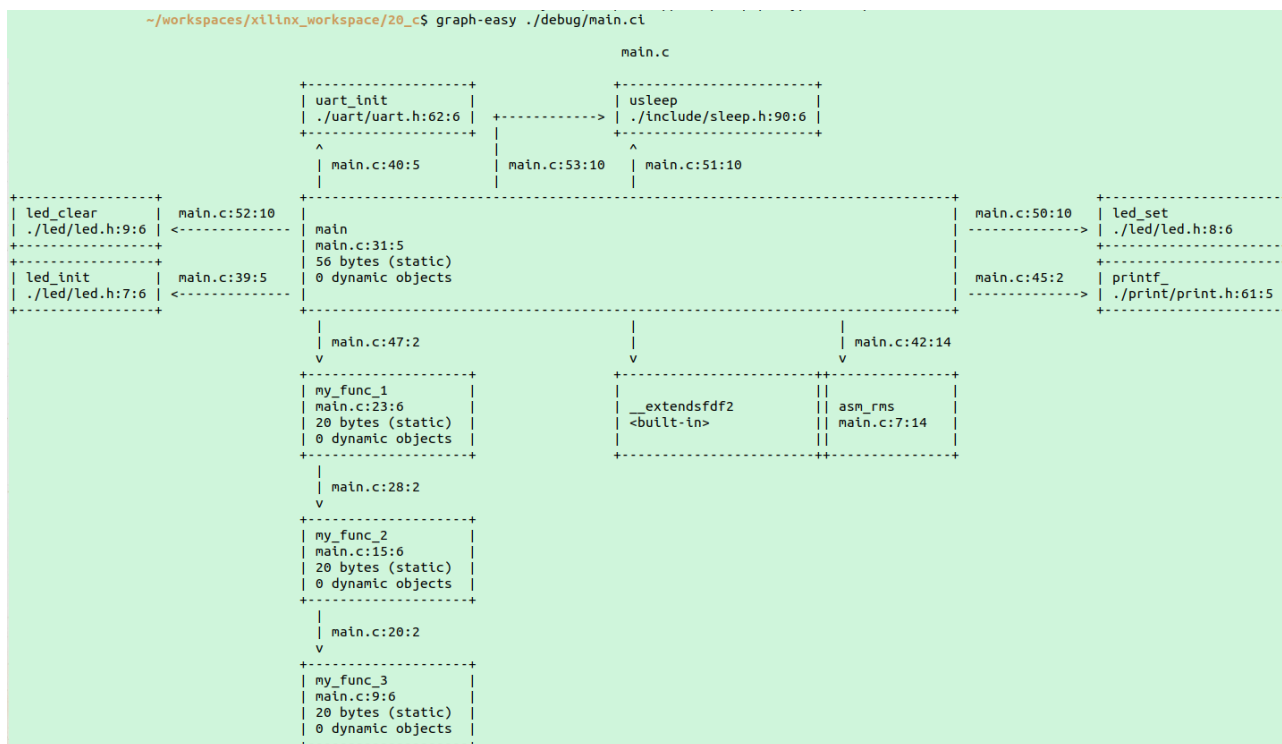 ~/workspaces/xilinx_workspace/20_c$ graph-easy ./debug/main.ci
main.c
uart_init
./uart/uart.h:62:6
usleep
./include/sleep.h:90:6
main.c:40:5
main.c:53:10
main.c:51:10
led_clear
./led/led.h:9:6
main.c:52:10
led_init
./led/led.h:7:6
main.c:39:5
main
main.c:31:5
56 bytes (static)
0 dynamic objects
main.c:50:10
led_set
./led/led.h:8:6
main.c:45:2
printf_
./print/print.h:61:5
main.c:47:2
main.c:42:14
my_func_1
main.c:23:6
20 bytes (static)
0 dynamic objects
__extendsfdf2
<built-in>
asm_rms
main.c:7:14
main.c:28:2
my_func_2
main.c:15:6
20 bytes (static)
0 dynamic objects
main.c:20:2
my_func_3
main.c:9:6
20 bytes (static)
0 dynamic objects